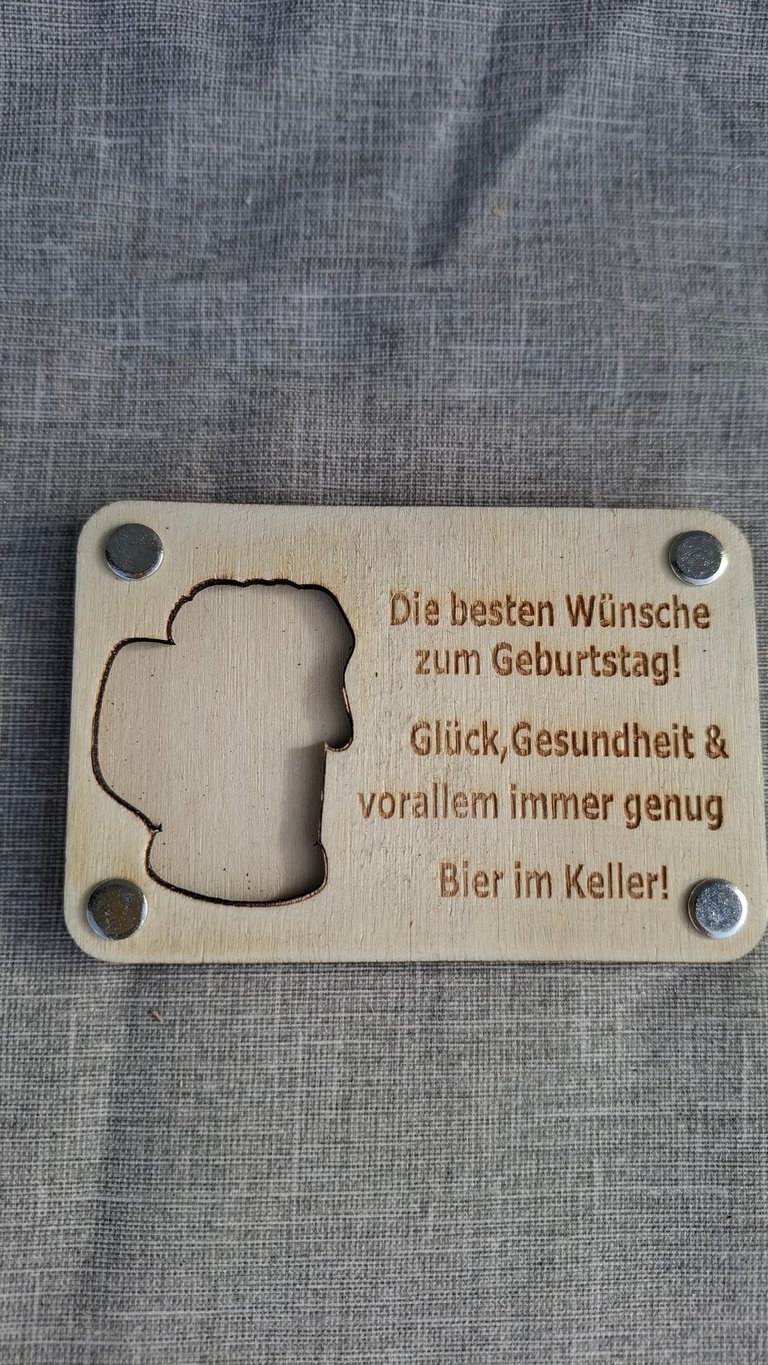 Die besten Wünsche
zum Geburtstag!
Glück,Gesundheit &
vorallem immer genug
Bier im Keller!